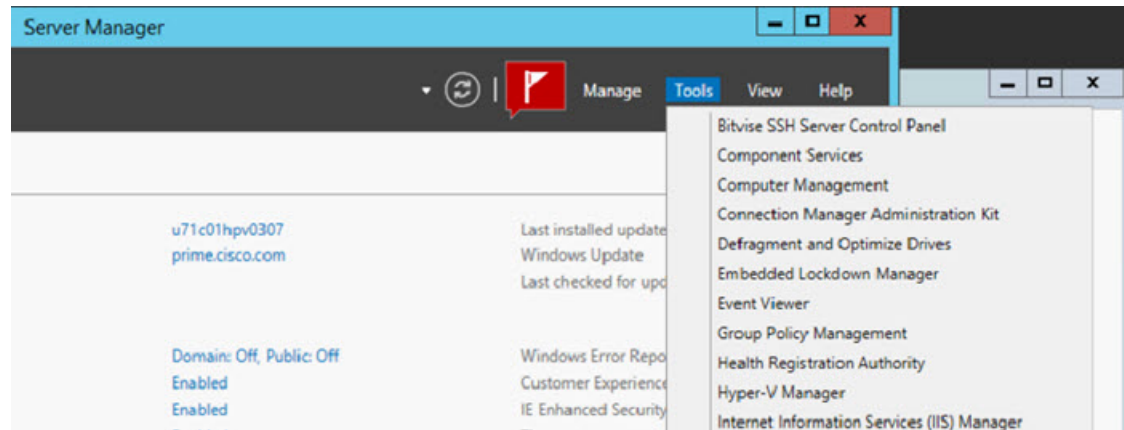 Server Manager
Manage Tools View Help
Bitvise SSH Server Control Panel
Component Services
Computer Management
Connection Manager Administration Kit
Defragment and Optimize Drives
Embedded Lockdown Manager
Event Viewer
Group Policy Management
Health Registration Authority
Hyper-V Manager
Internet Information Services (IIS) Manager
u71c01hpv0307
prime.cisco.com
Last installed update
Windows Update
Last checked for upd
Domain: Off, Public: Off
Enabled
Enabled
Windows Error Repo
Customer Experience
IE Enhanced Security